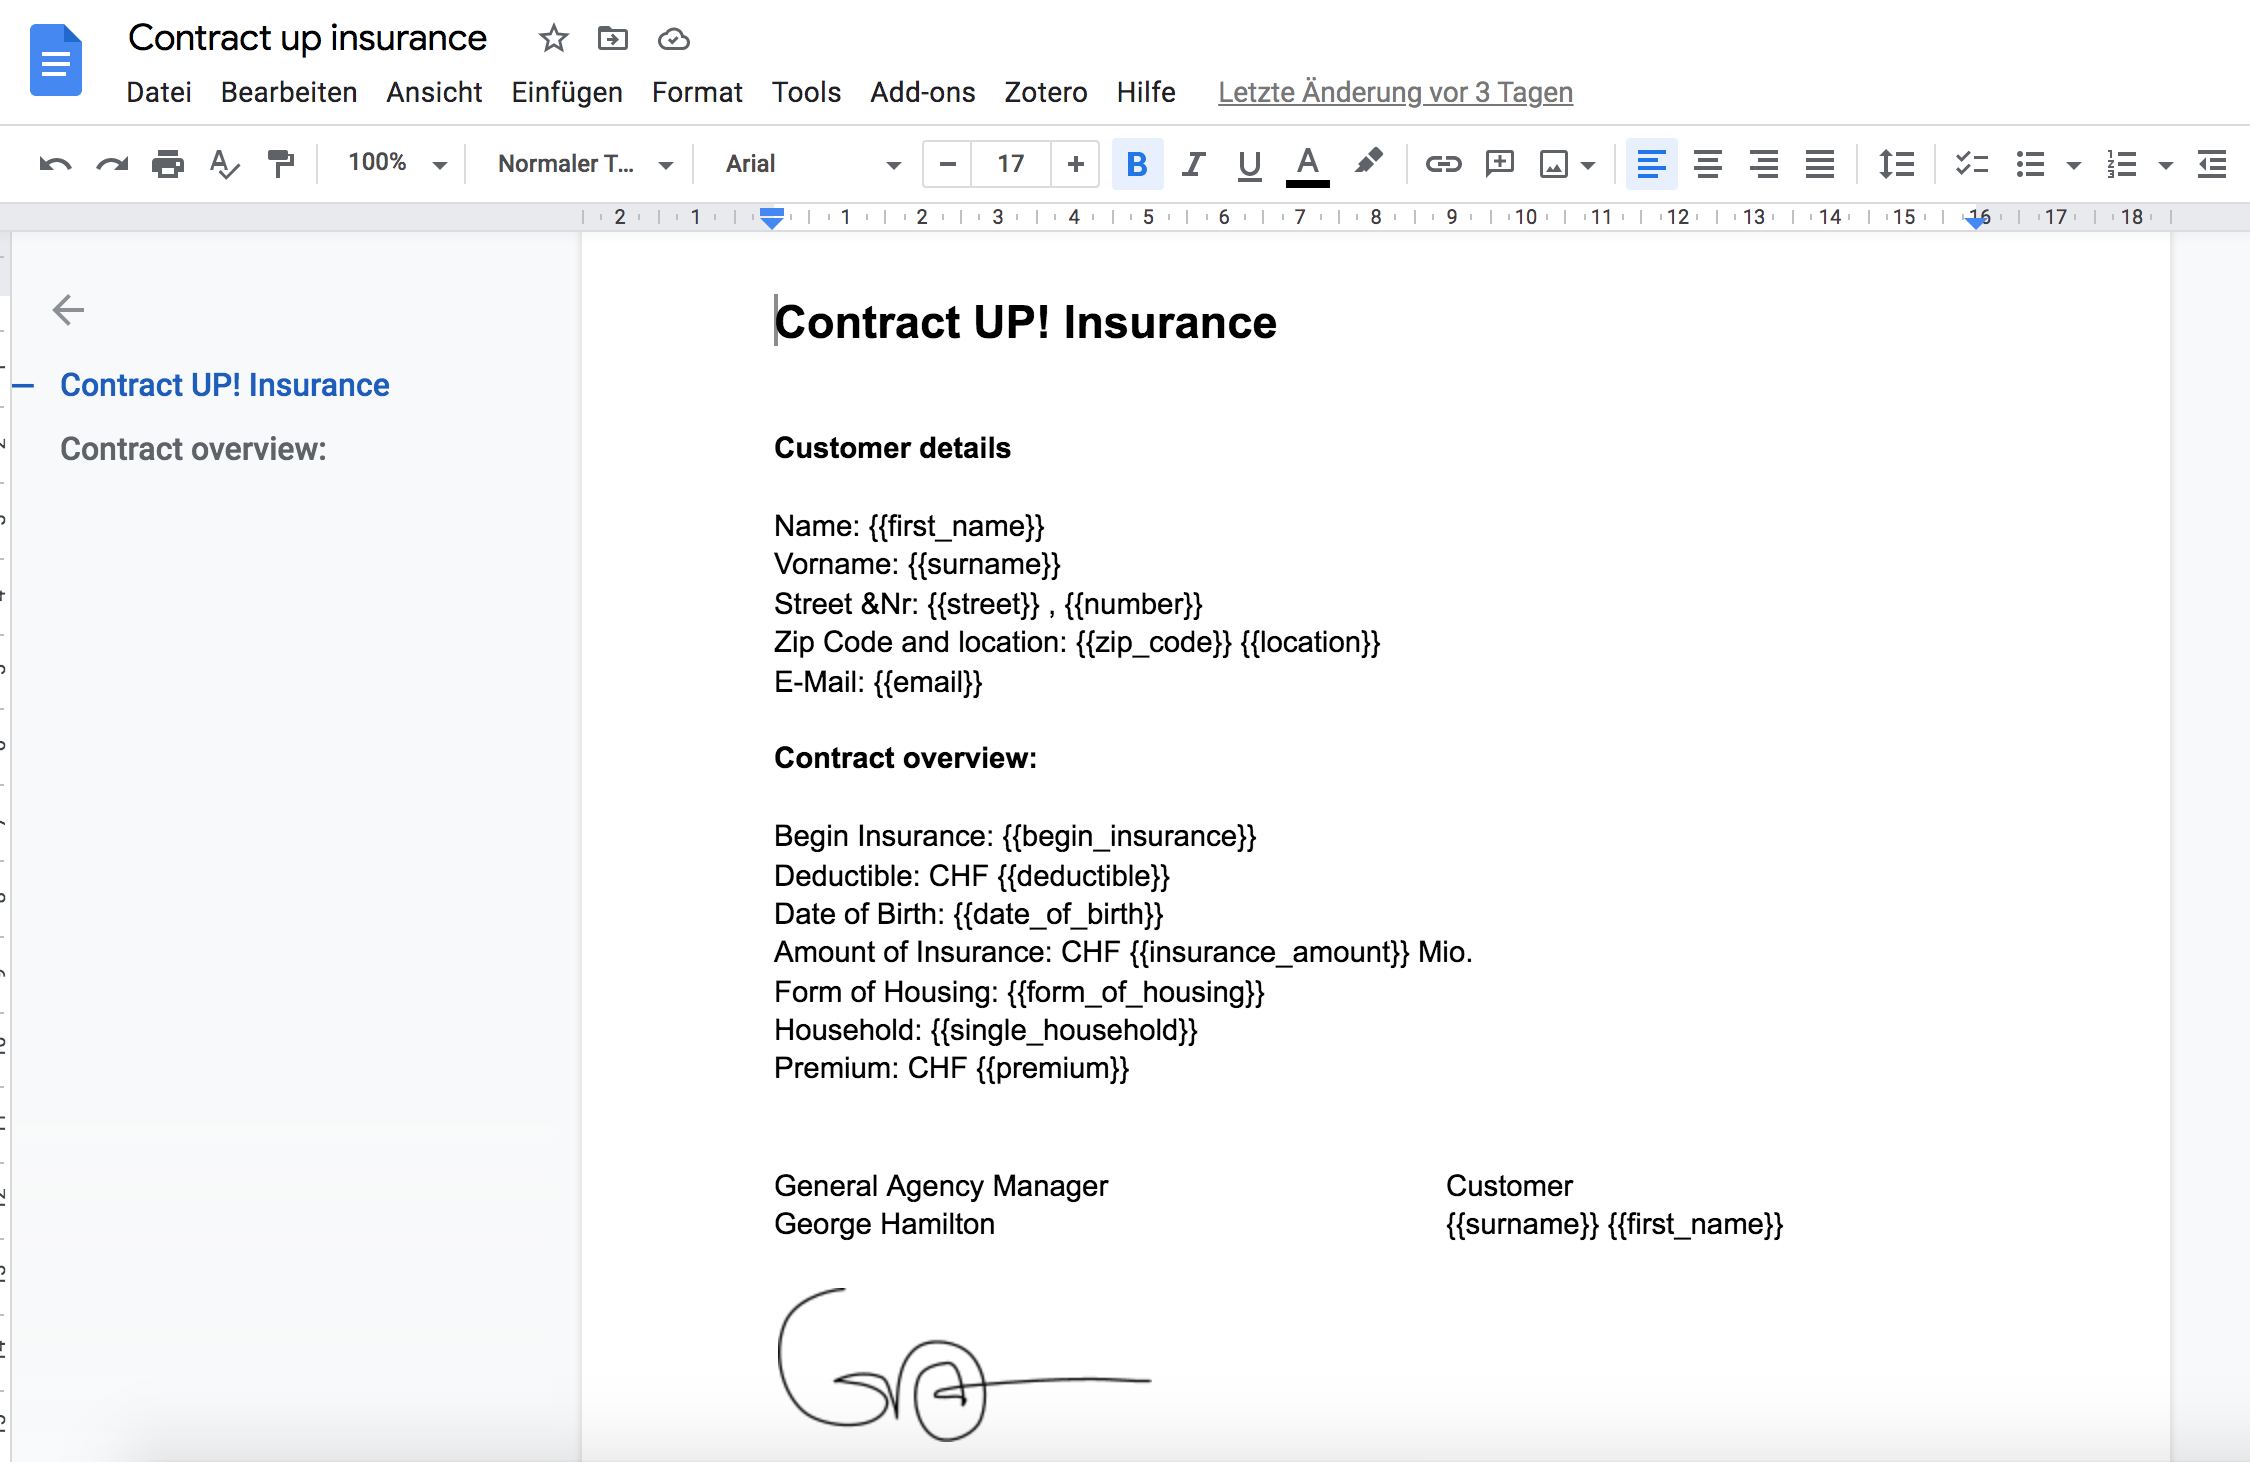 Contract up insurance
Datei Bearbeiten Ansicht Einfügen Format Tools Add-ons Zotero Hilfe Letzte Änderung vor 3 Tagen
100% Normaler T... Arial 17 B I U A
2 1 1 2 3 4 5 6 7 8 9 10 11 12 13 14 15 16 17 18
Contract UP! Insurance
Contract overview:
Contract UP! Insurance
Customer details
Name: {{first_name}}
Vorname: {{surname}}
Street &Nr: {{street}} , {{number}}
Zip Code and location: {{zip_code}} {{location}}
E-Mail: {{email}}
Contract overview:
Begin Insurance: {{begin_insurance}}
Deductible: CHF {{deductible}}
Date of Birth: {{date_of_birth}}
Amount of Insurance: CHF {{insurance_amount}} Mio.
Form of Housing: {{form_of_housing}}
Household: {{single_household}}
Premium: CHF {{premium}}
General Agency Manager Customer
George Hamilton {{surname}} {{first_name}}